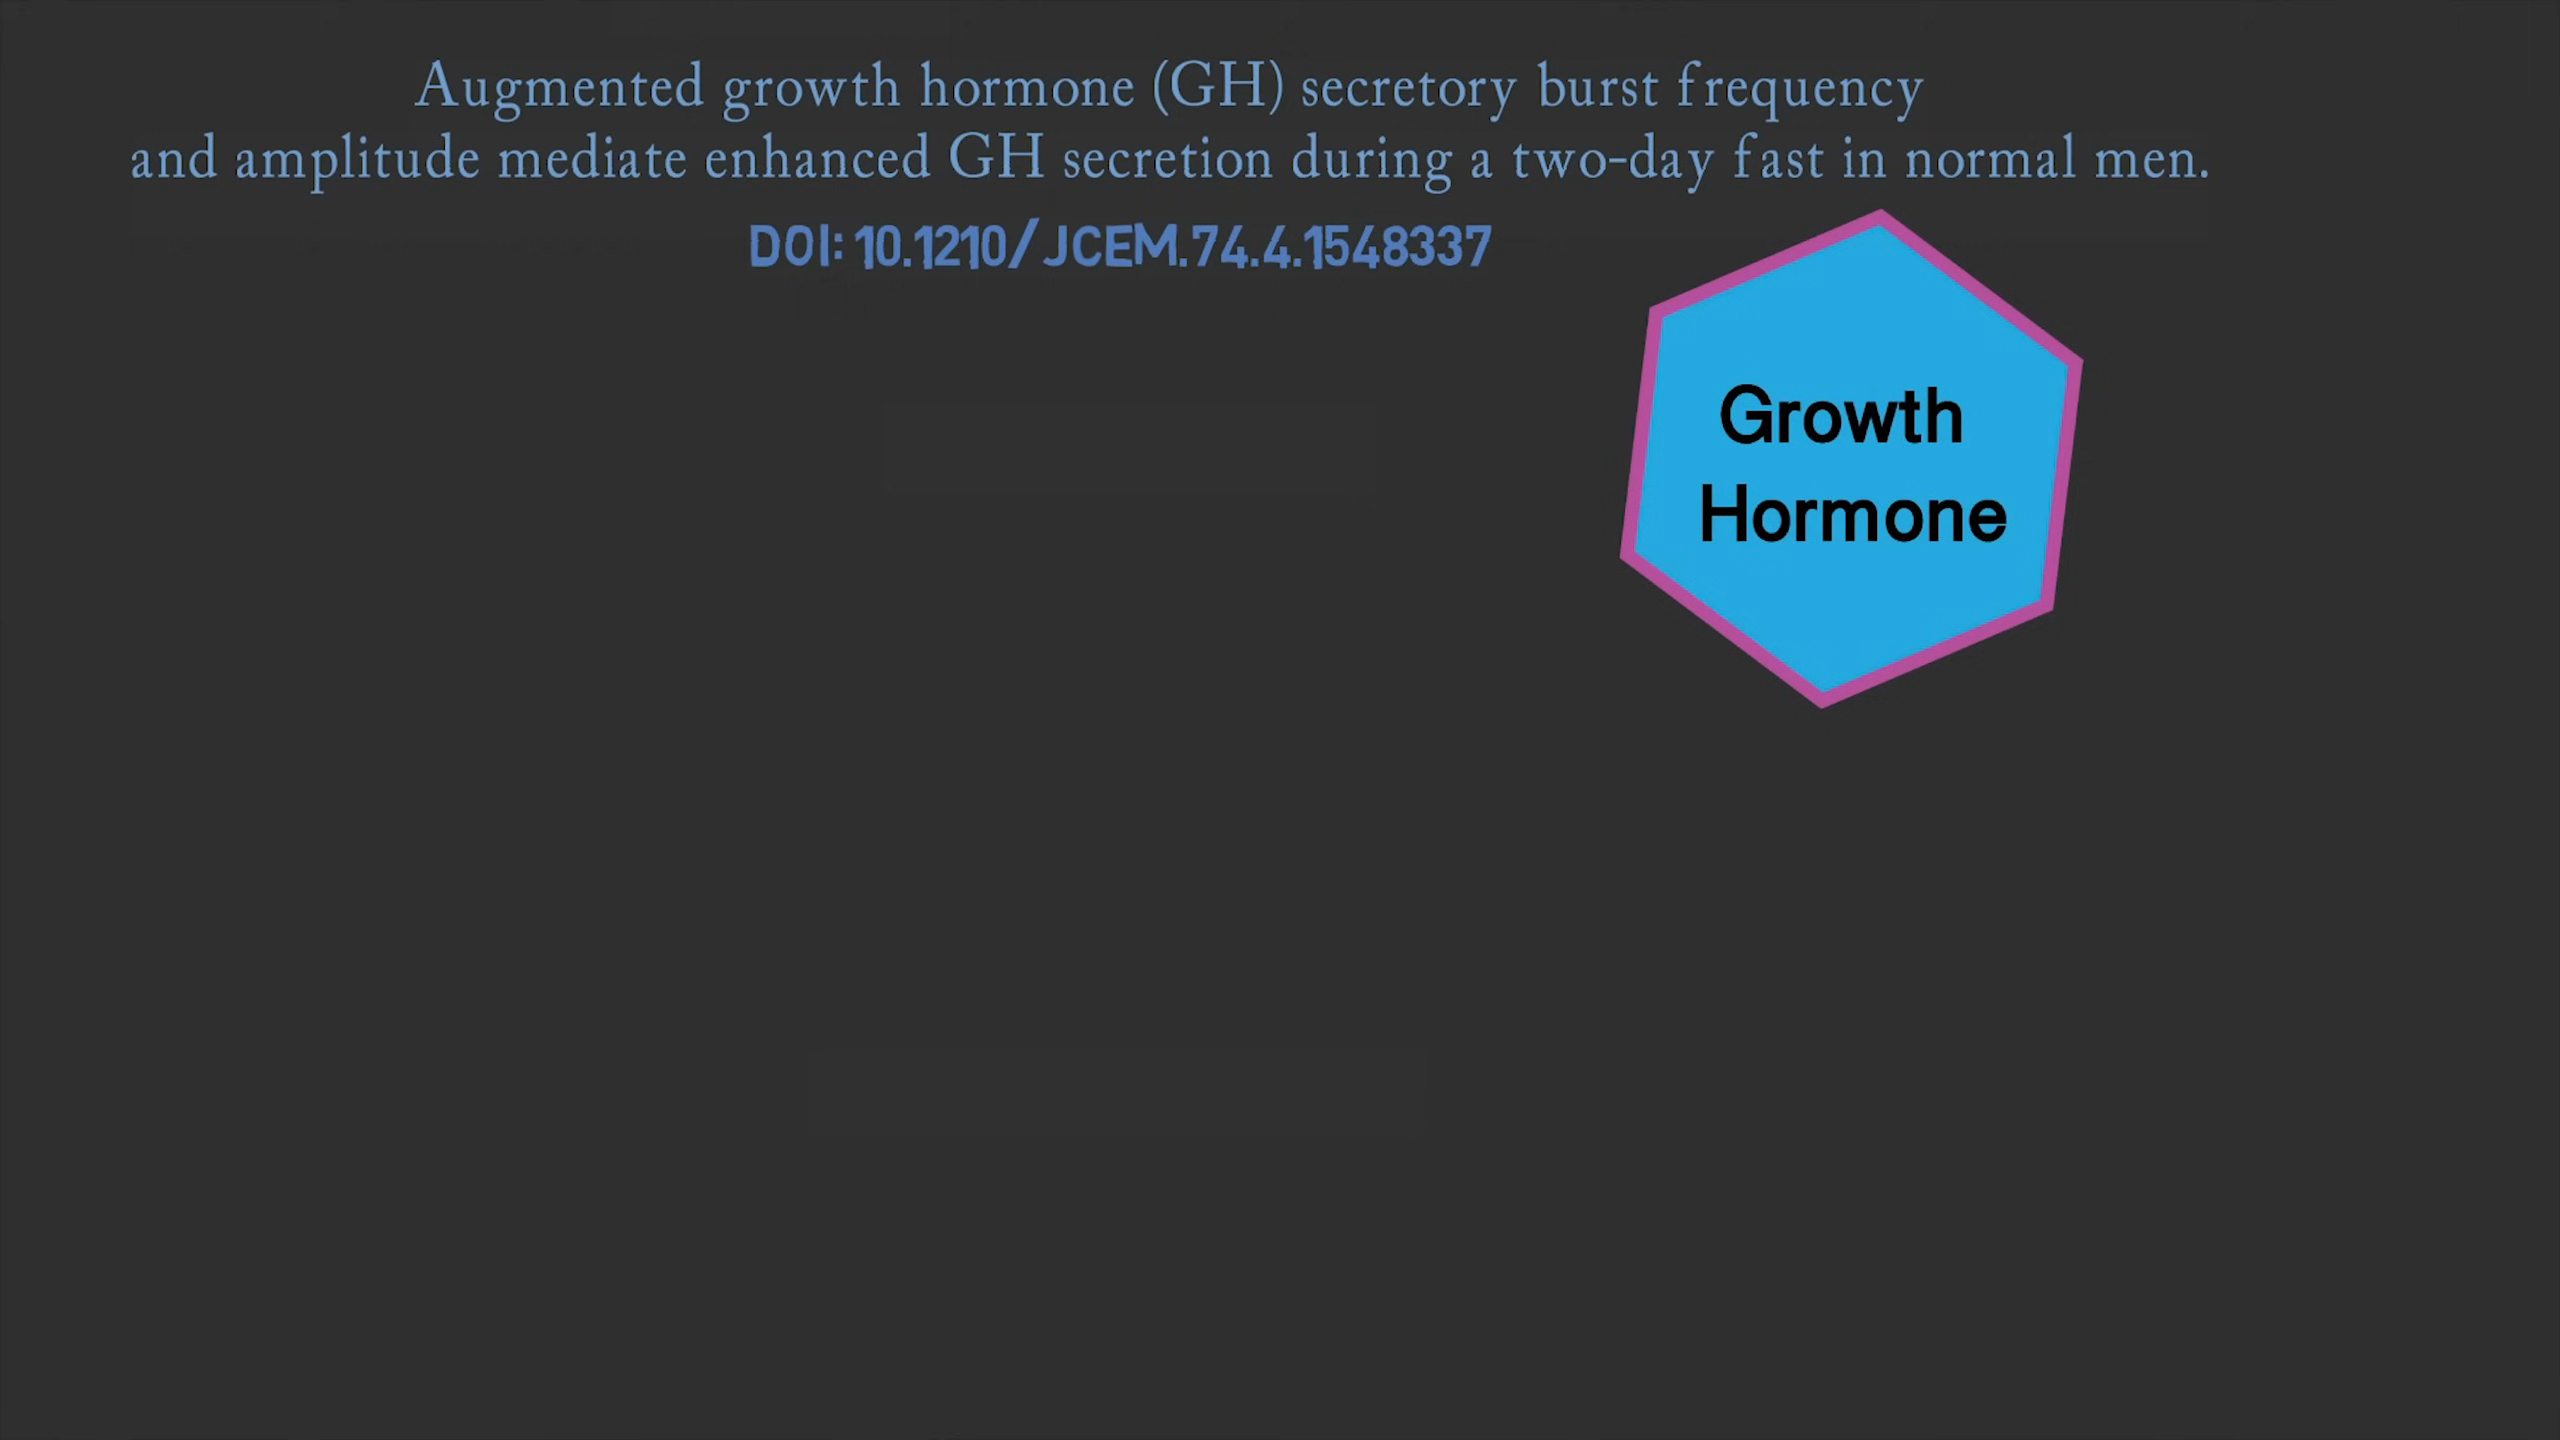 Augmented growth hormone (GH) secretory burst frequency
and amplitude mediate enhanced GH secretion during a two-day fast in normal men.
DOI: 10.1210/JCEM.74.4.1548337
Growth
Hormone